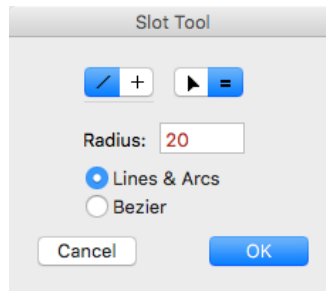 Slot Tool
Radius: 20
Lines & Arcs
Bezier
Cancel OK